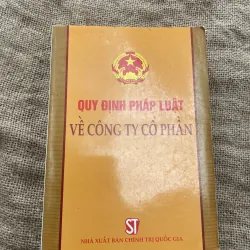 QUY ĐỊNH PHÁP LUẬT
VỀ CÔNG TY CỔ PHẦN
ST
NHÀ XUẤT BẢN CHÍNH TRỊ QUỐC GIA